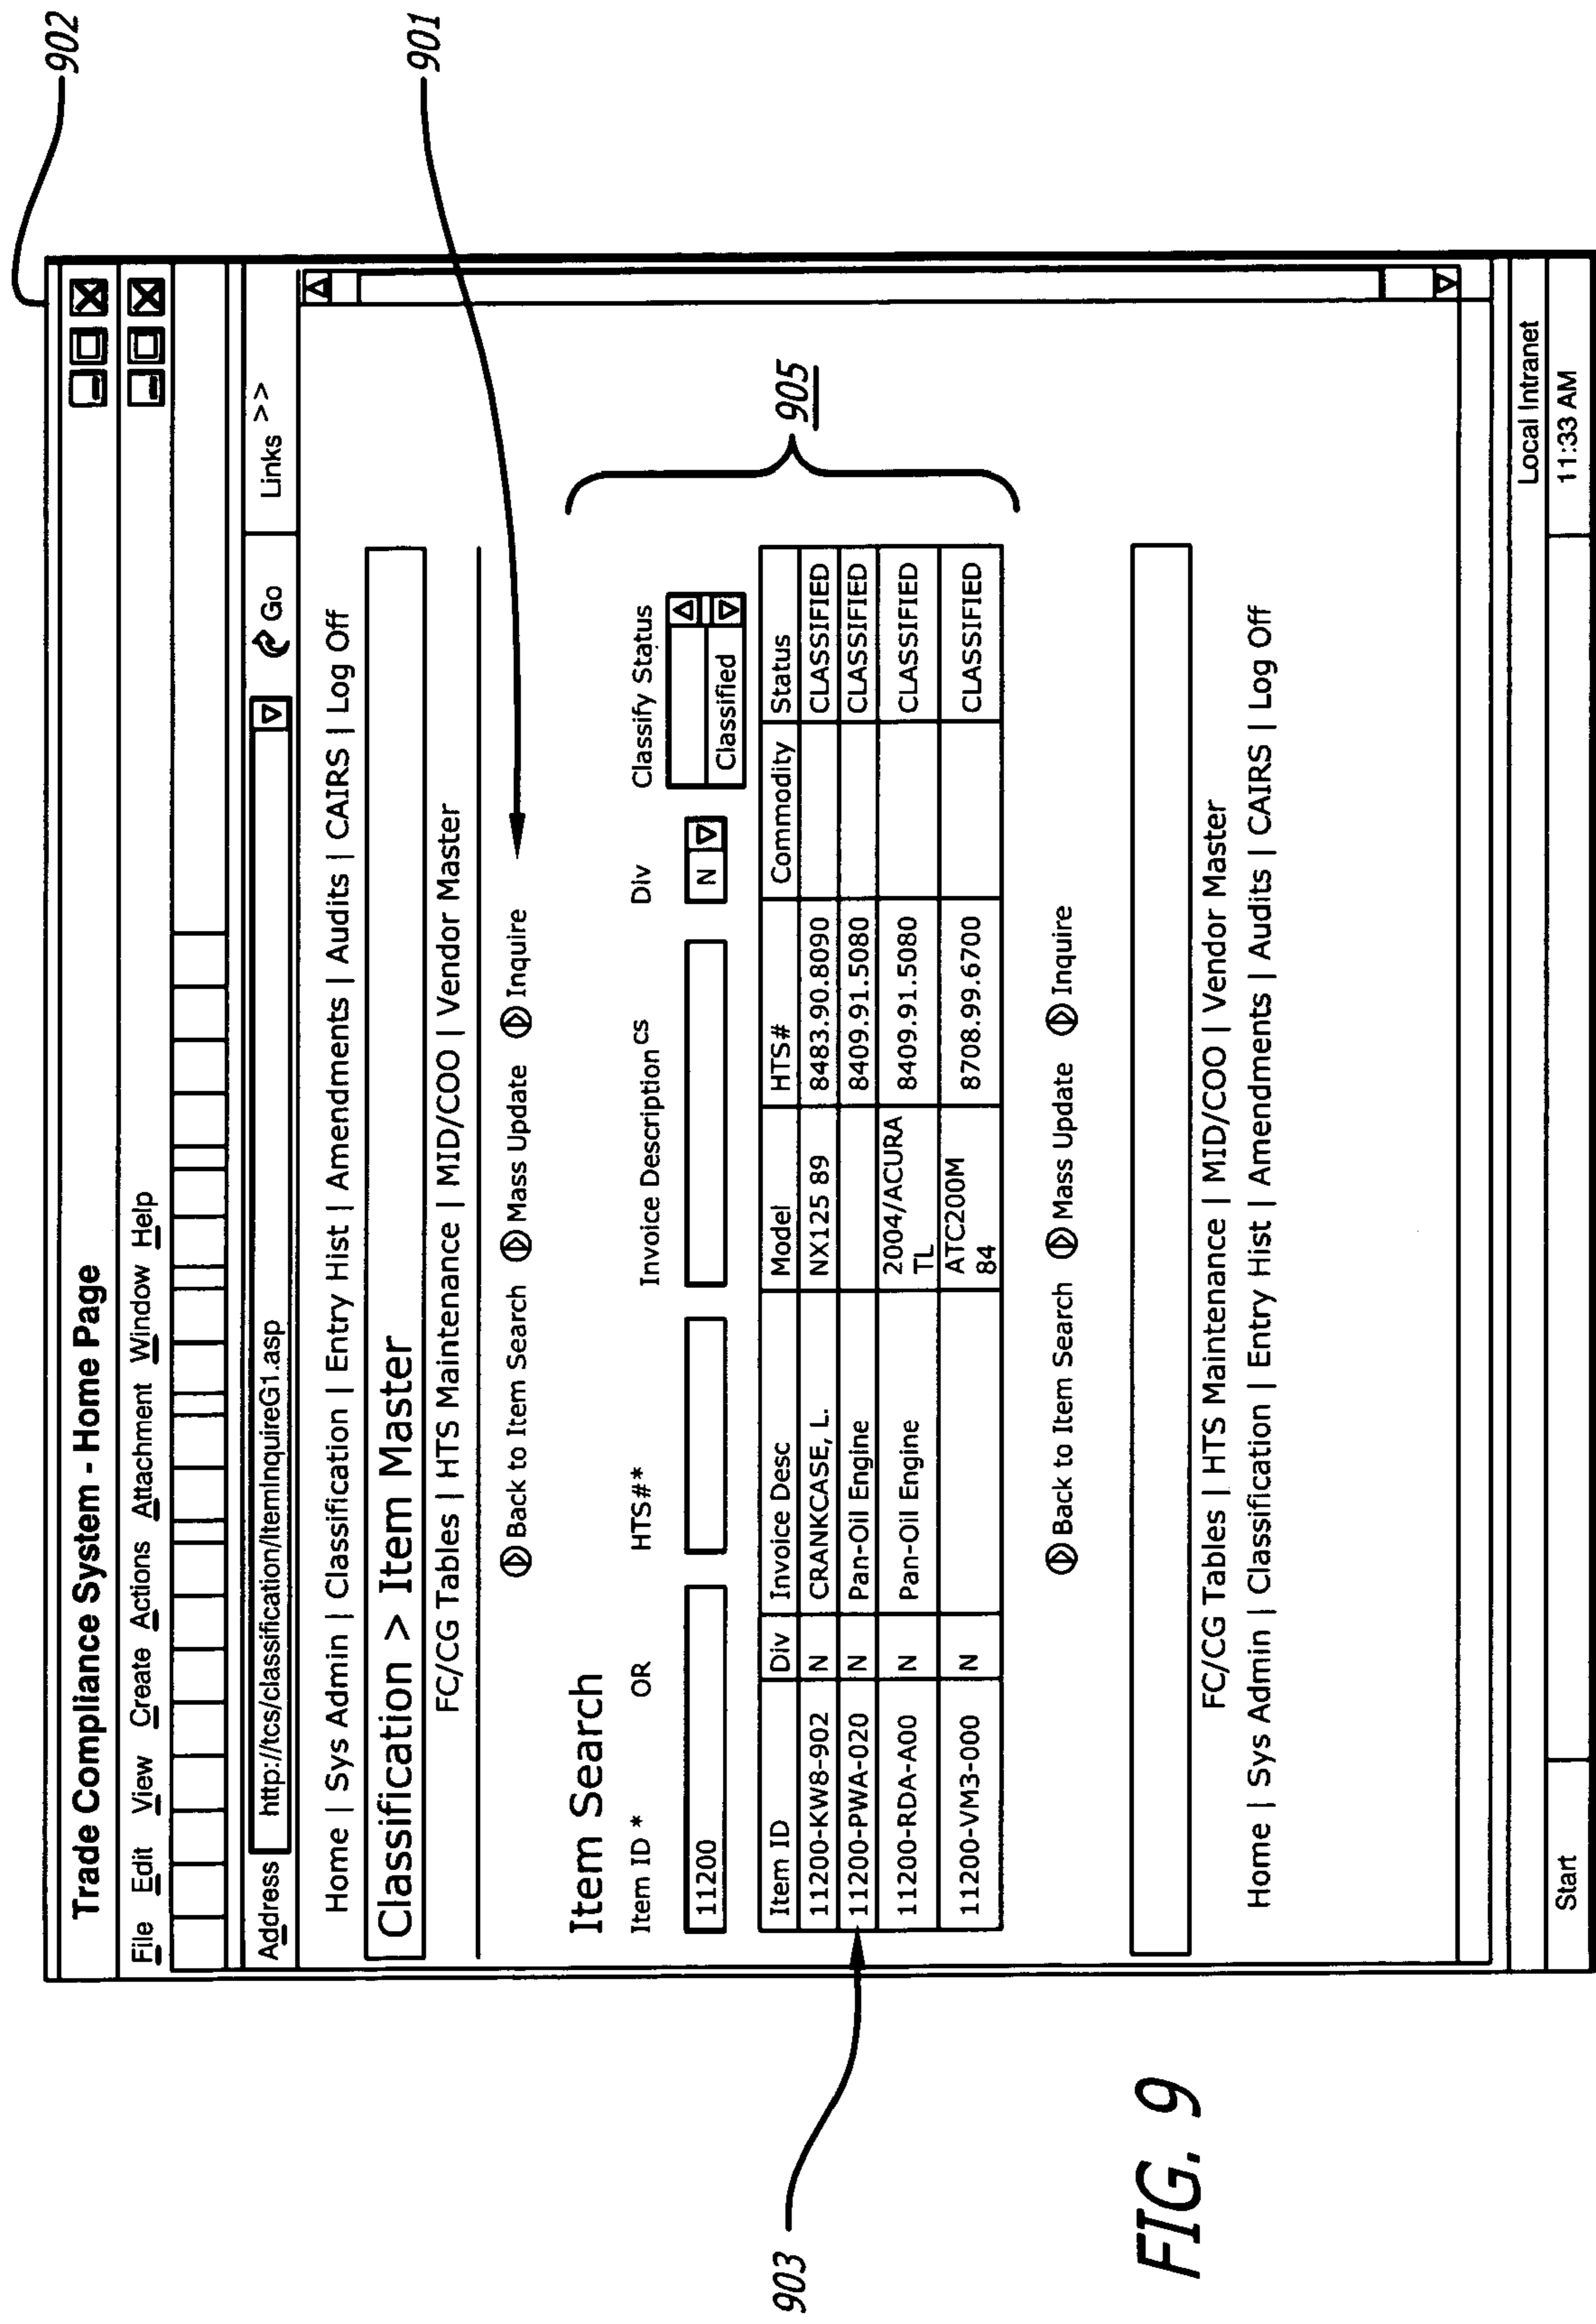 902
Trade Compliance System - Home Page
File Edit View Create Actions Attachment Window Help
Address http://tcs/classification/ItemInquireG1.asp Go Links >>
901
Home | Sys Admin | Classification | Entry Hist | Amendments | Audits | CAIRS | Log Off
Classification > Item Master
FC/CG Tables | HTS Maintenance | MID/COO | Vendor Master
Back to Item Search Mass Update Inquire
Item Search
Item ID * OR HTS#* Invoice Description CS Div Classify Status
11200 N Classified
905
Item ID Div Invoice Desc Model HTS# Commodity Status
11200-KW8-902 N CRANKCASE, L. NX125 89 8483.90.8090 CLASSIFIED
903
11200-PWA-020 N Pan-Oil Engine 8409.91.5080 CLASSIFIED
11200-RDA-A00 N Pan-Oil Engine 2004/ACURA TL 8409.91.5080 CLASSIFIED
11200-VM3-000 N ATC200M 84 8708.99.6700 CLASSIFIED
Back to Item Search Mass Update Inquire
FC/CG Tables | HTS Maintenance | MID/COO | Vendor Master
Home | Sys Admin | Classification | Entry Hist | Amendments | Audits | CAIRS | Log Off
Local Intranet
Start 11:33 AM
FIG. 9